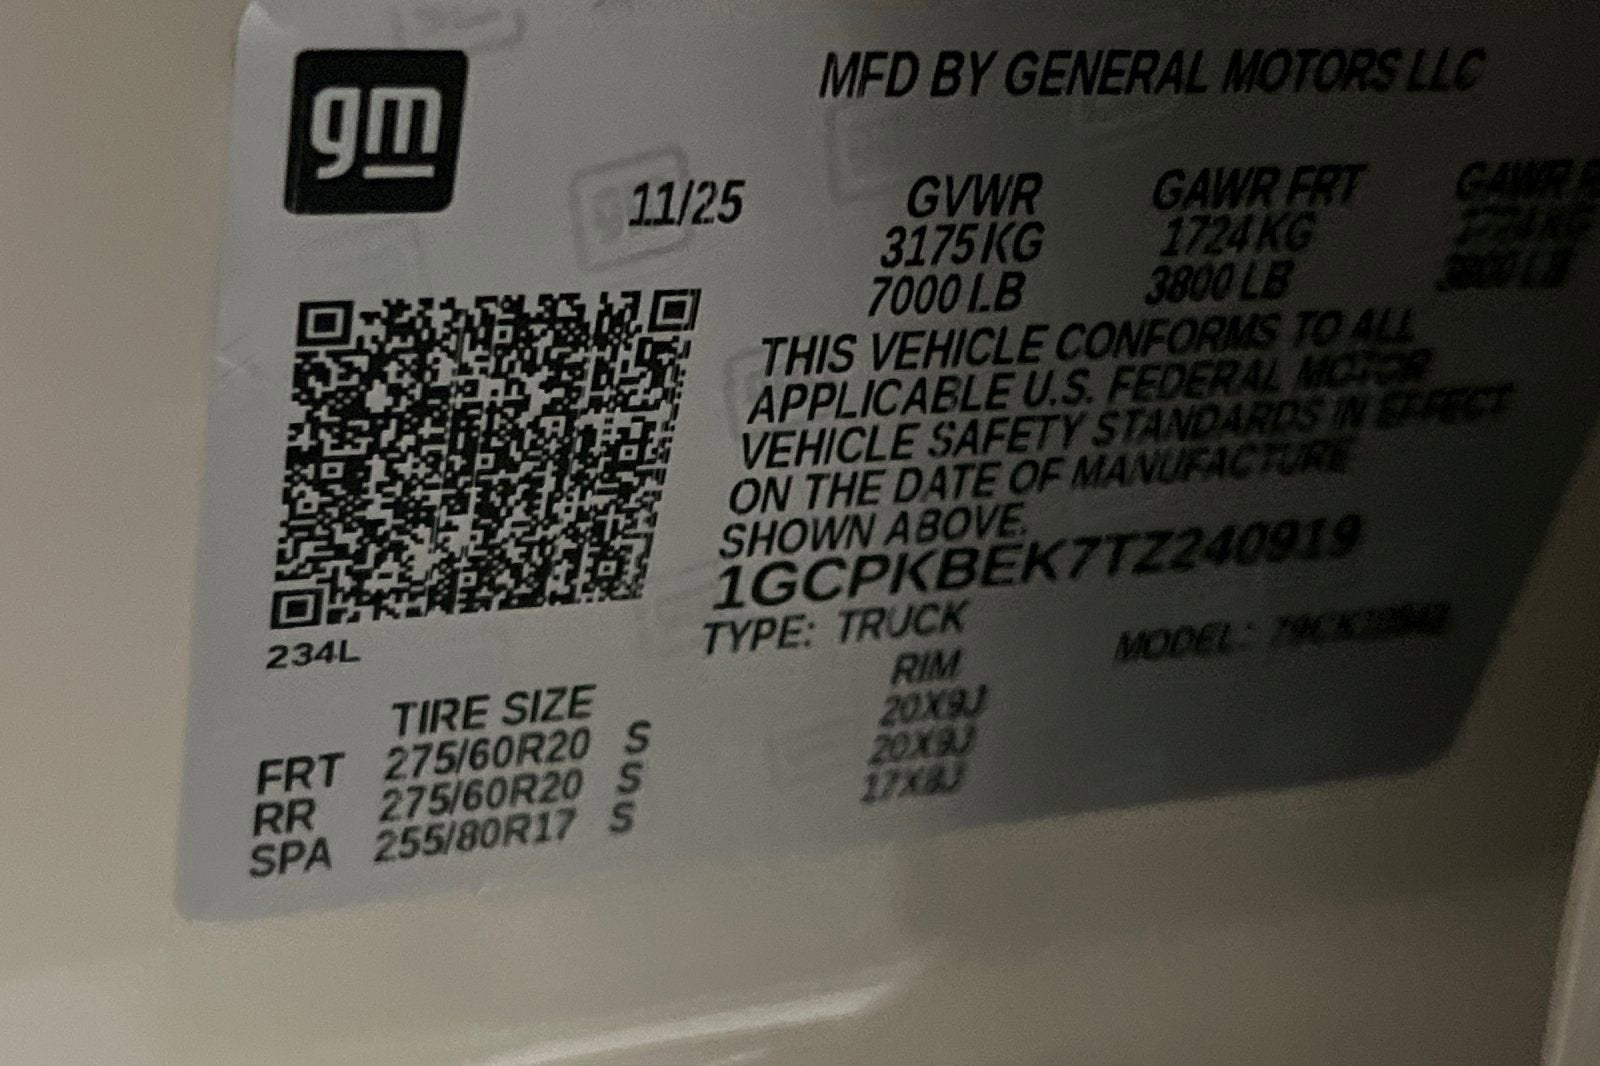 gm
MFD BY GENERAL MOTORS LLC
11/25
GVWR GAWR FRT GAWR
3175 KG 1724 KG
7000 LB 3800 LB 3800 LB
THIS VEHICLE CONFORMS TO ALL
APPLICABLE U.S. FEDERAL MOTOR
VEHICLE SAFETY STANDARDS IN EFFECT
ON THE DATE OF MANUFACTURE
SHOWN ABOVE.
1GCPKBEK7TZ240919
TYPE: TRUCK MODEL:
234L
TIRE SIZE RIM
FRT 275/60R20 S 20X9J
RR 275/60R20 S 20X9J
SPA 255/80R17 S 17X8J